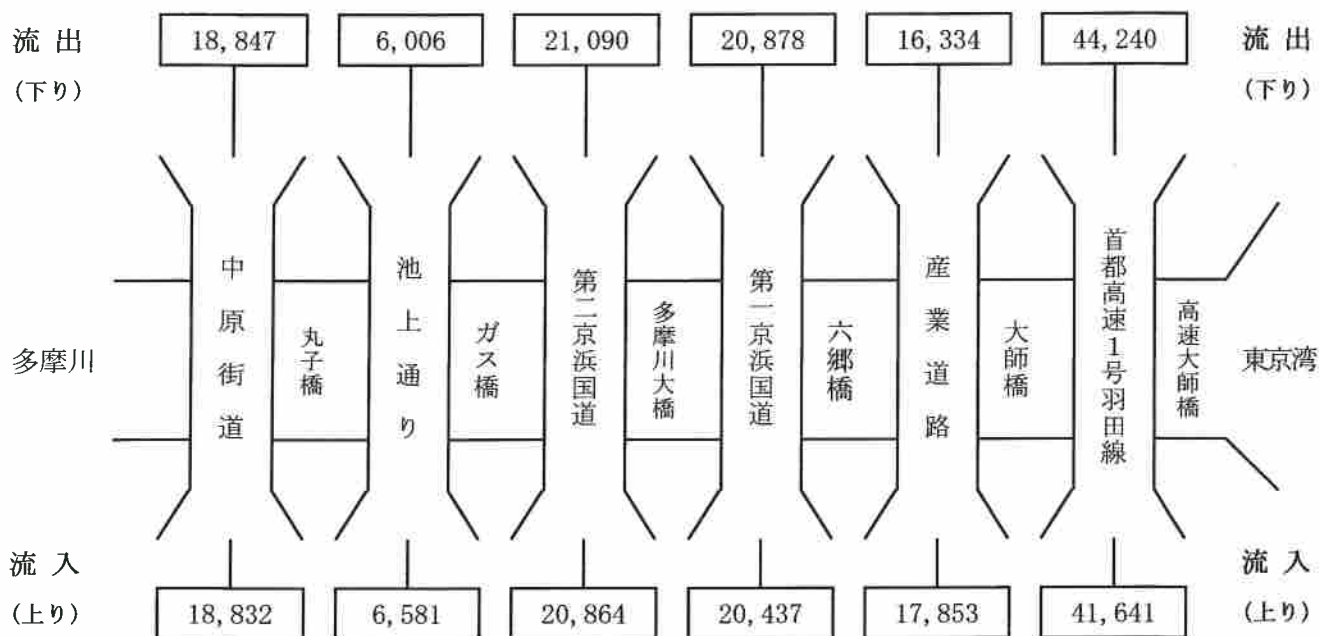 流出 18,847 6,006 21,090 20,878 16,334 44,240 流出
(下り) (下り)
中原街道
丸子橋
池上通り
ガス橋
第二京浜国道
多摩川大橋
第一京浜国道
六郷橋
産業道路
大師橋
首都高速1号羽田線
高速大師橋
多摩川
東京湾
流入 流入
(上り) 18,832 6,581 20,864 20,437 17,853 41,641 (上り)